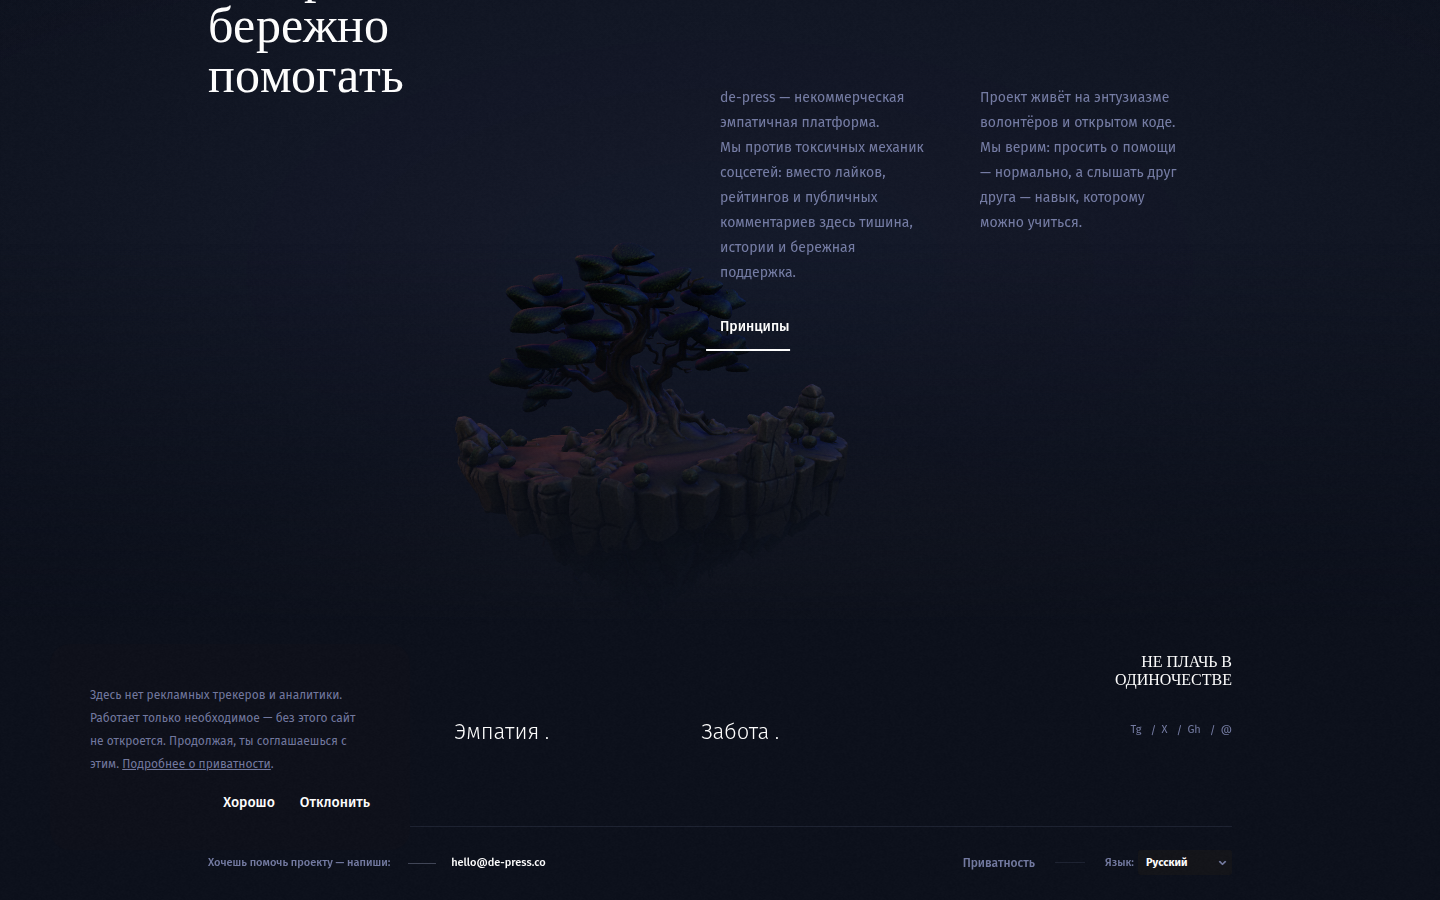 бережно
помогать
de-press — некоммерческая
эмпатичная платформа.
Мы против токсичных механик
соцсетей: вместо лайков,
рейтингов и публичных
комментариев здесь тишина,
истории и бережная
поддержка.
Проект живёт на энтузиазме
волонтёров и открытом коде.
Мы верим: просить о помощи
— нормально, а слышать друг
друга — навык, которому
можно учиться.
Принципы
НЕ ПЛАЧЬ В
ОДИНОЧЕСТВЕ
Здесь нет рекламных трекеров и аналитики.
Работает только необходимое — без этого сайт
не откроется. Продолжая, ты соглашаешься с
этим. Подробнее о приватности.
Хорошо Отклонить
Эмпатия .
Забота .
Tg / X / Gh / @
Хочешь помочь проекту — напиши:
hello@de-press.co
Приватность
Язык: Русский